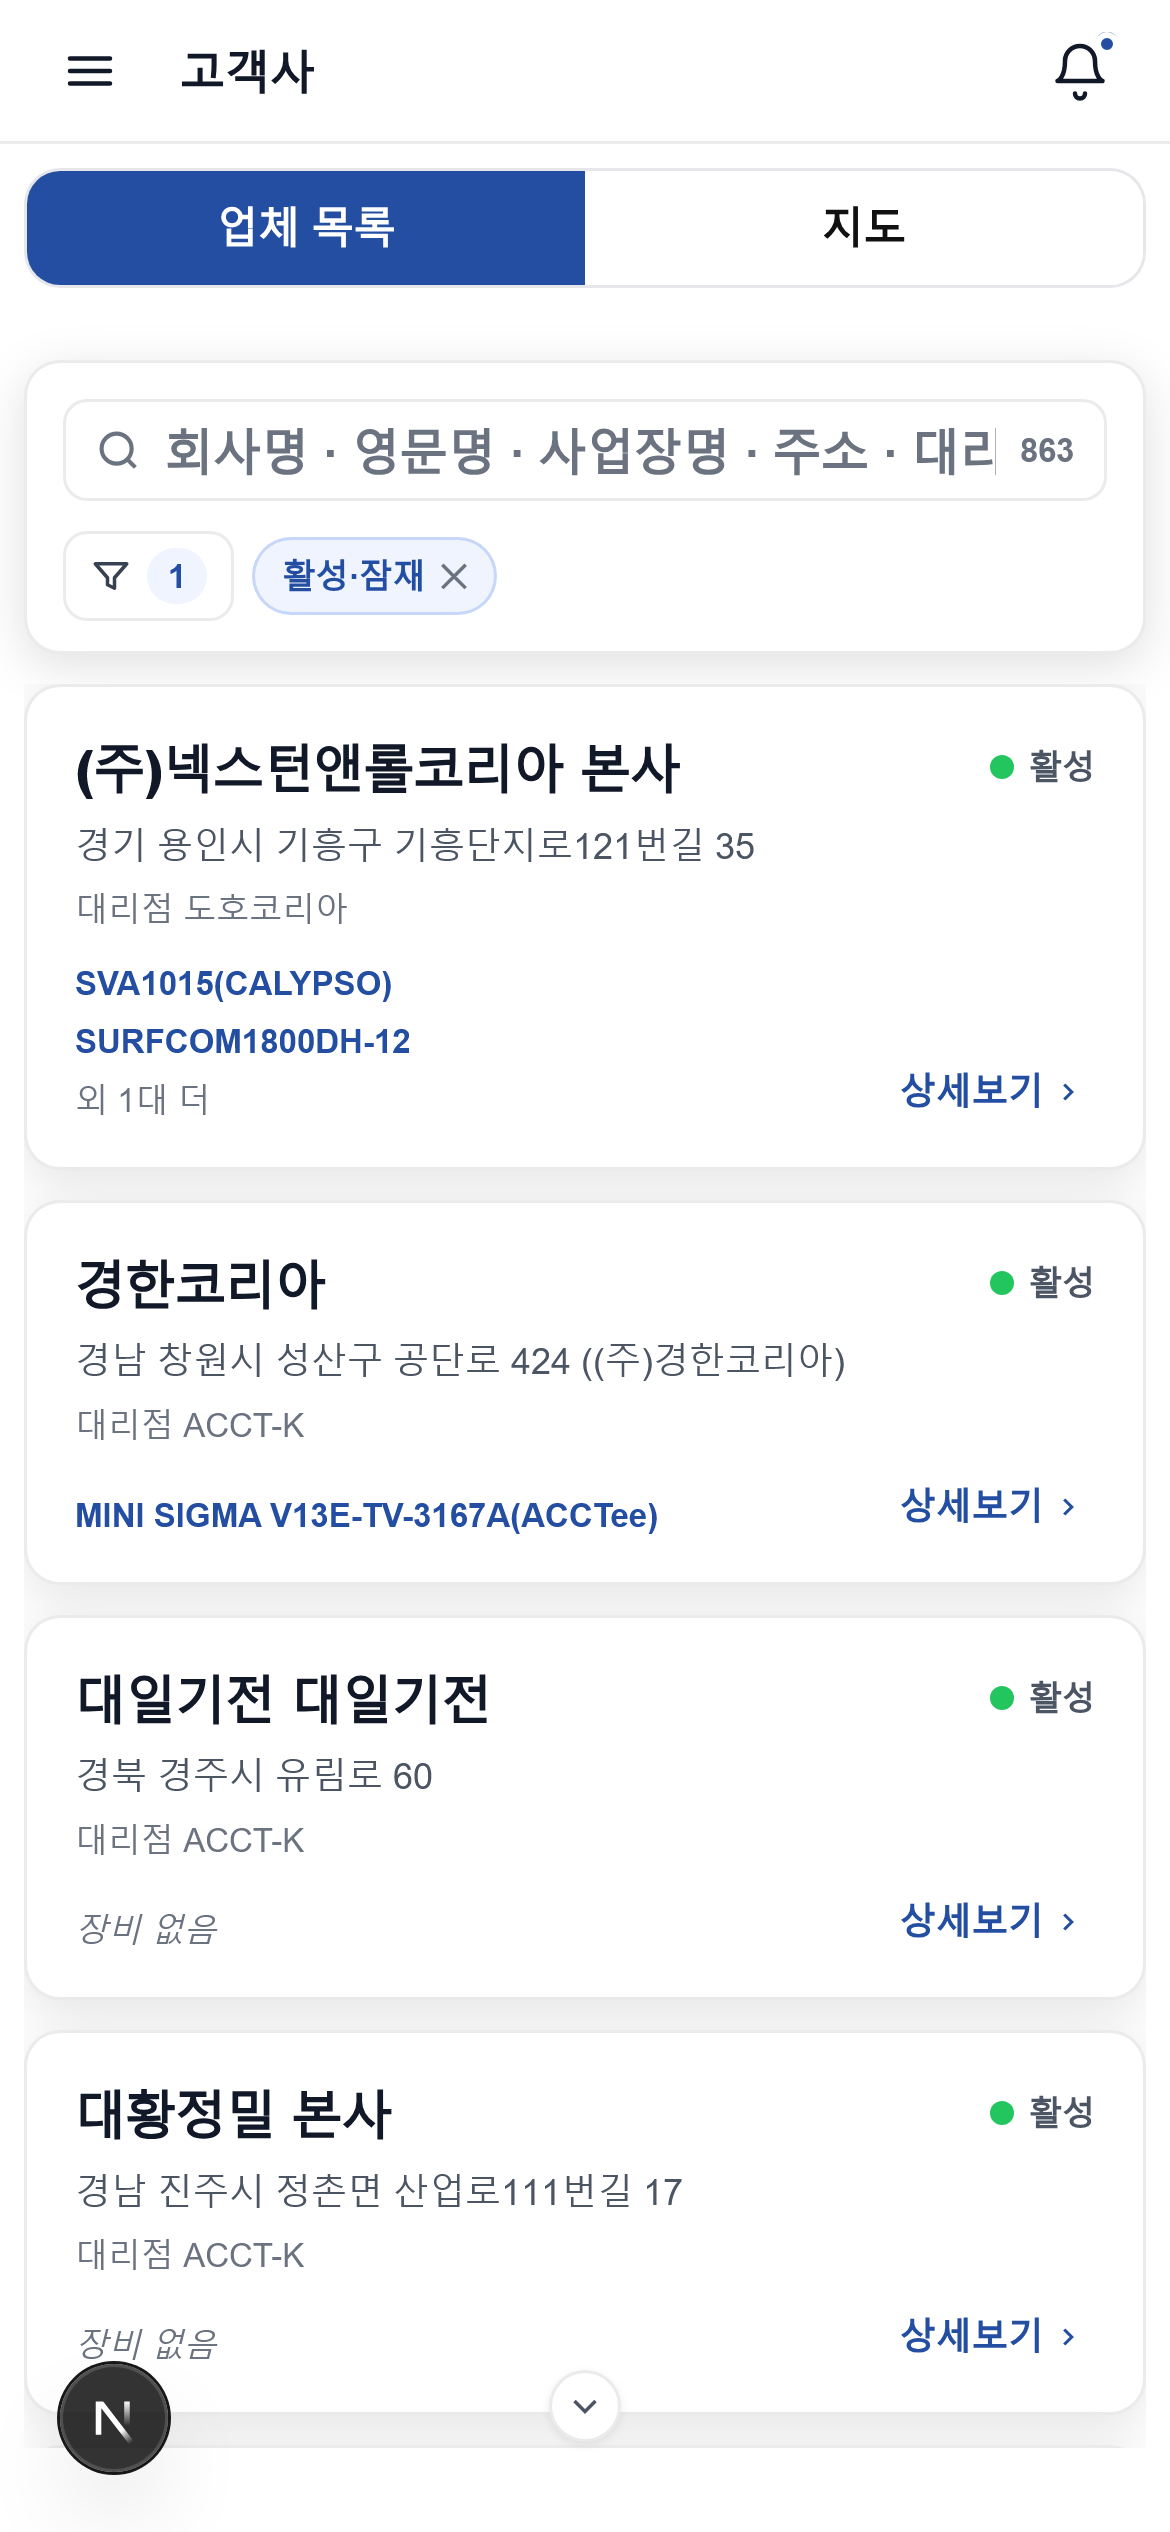 고객사
업체 목록
지도
회사명 · 영문명 · 사업장명 · 주소 · 대리
863
1
활성·잠재
(주)넥스턴앤롤코리아 본사
활성
경기 용인시 기흥구 기흥단지로121번길 35
대리점 도호코리아
SVA1015(CALYPSO)
SURFCOM1800DH-12
외 1대 더
상세보기
경한코리아
활성
경남 창원시 성산구 공단로 424 ((주)경한코리아)
대리점 ACCT-K
MINI SIGMA V13E-TV-3167A(ACCTee)
상세보기
대일기전 대일기전
활성
경북 경주시 유림로 60
대리점 ACCT-K
장비 없음
상세보기
대황정밀 본사
활성
경남 진주시 정촌면 산업로111번길 17
대리점 ACCT-K
장비 없음
상세보기
N